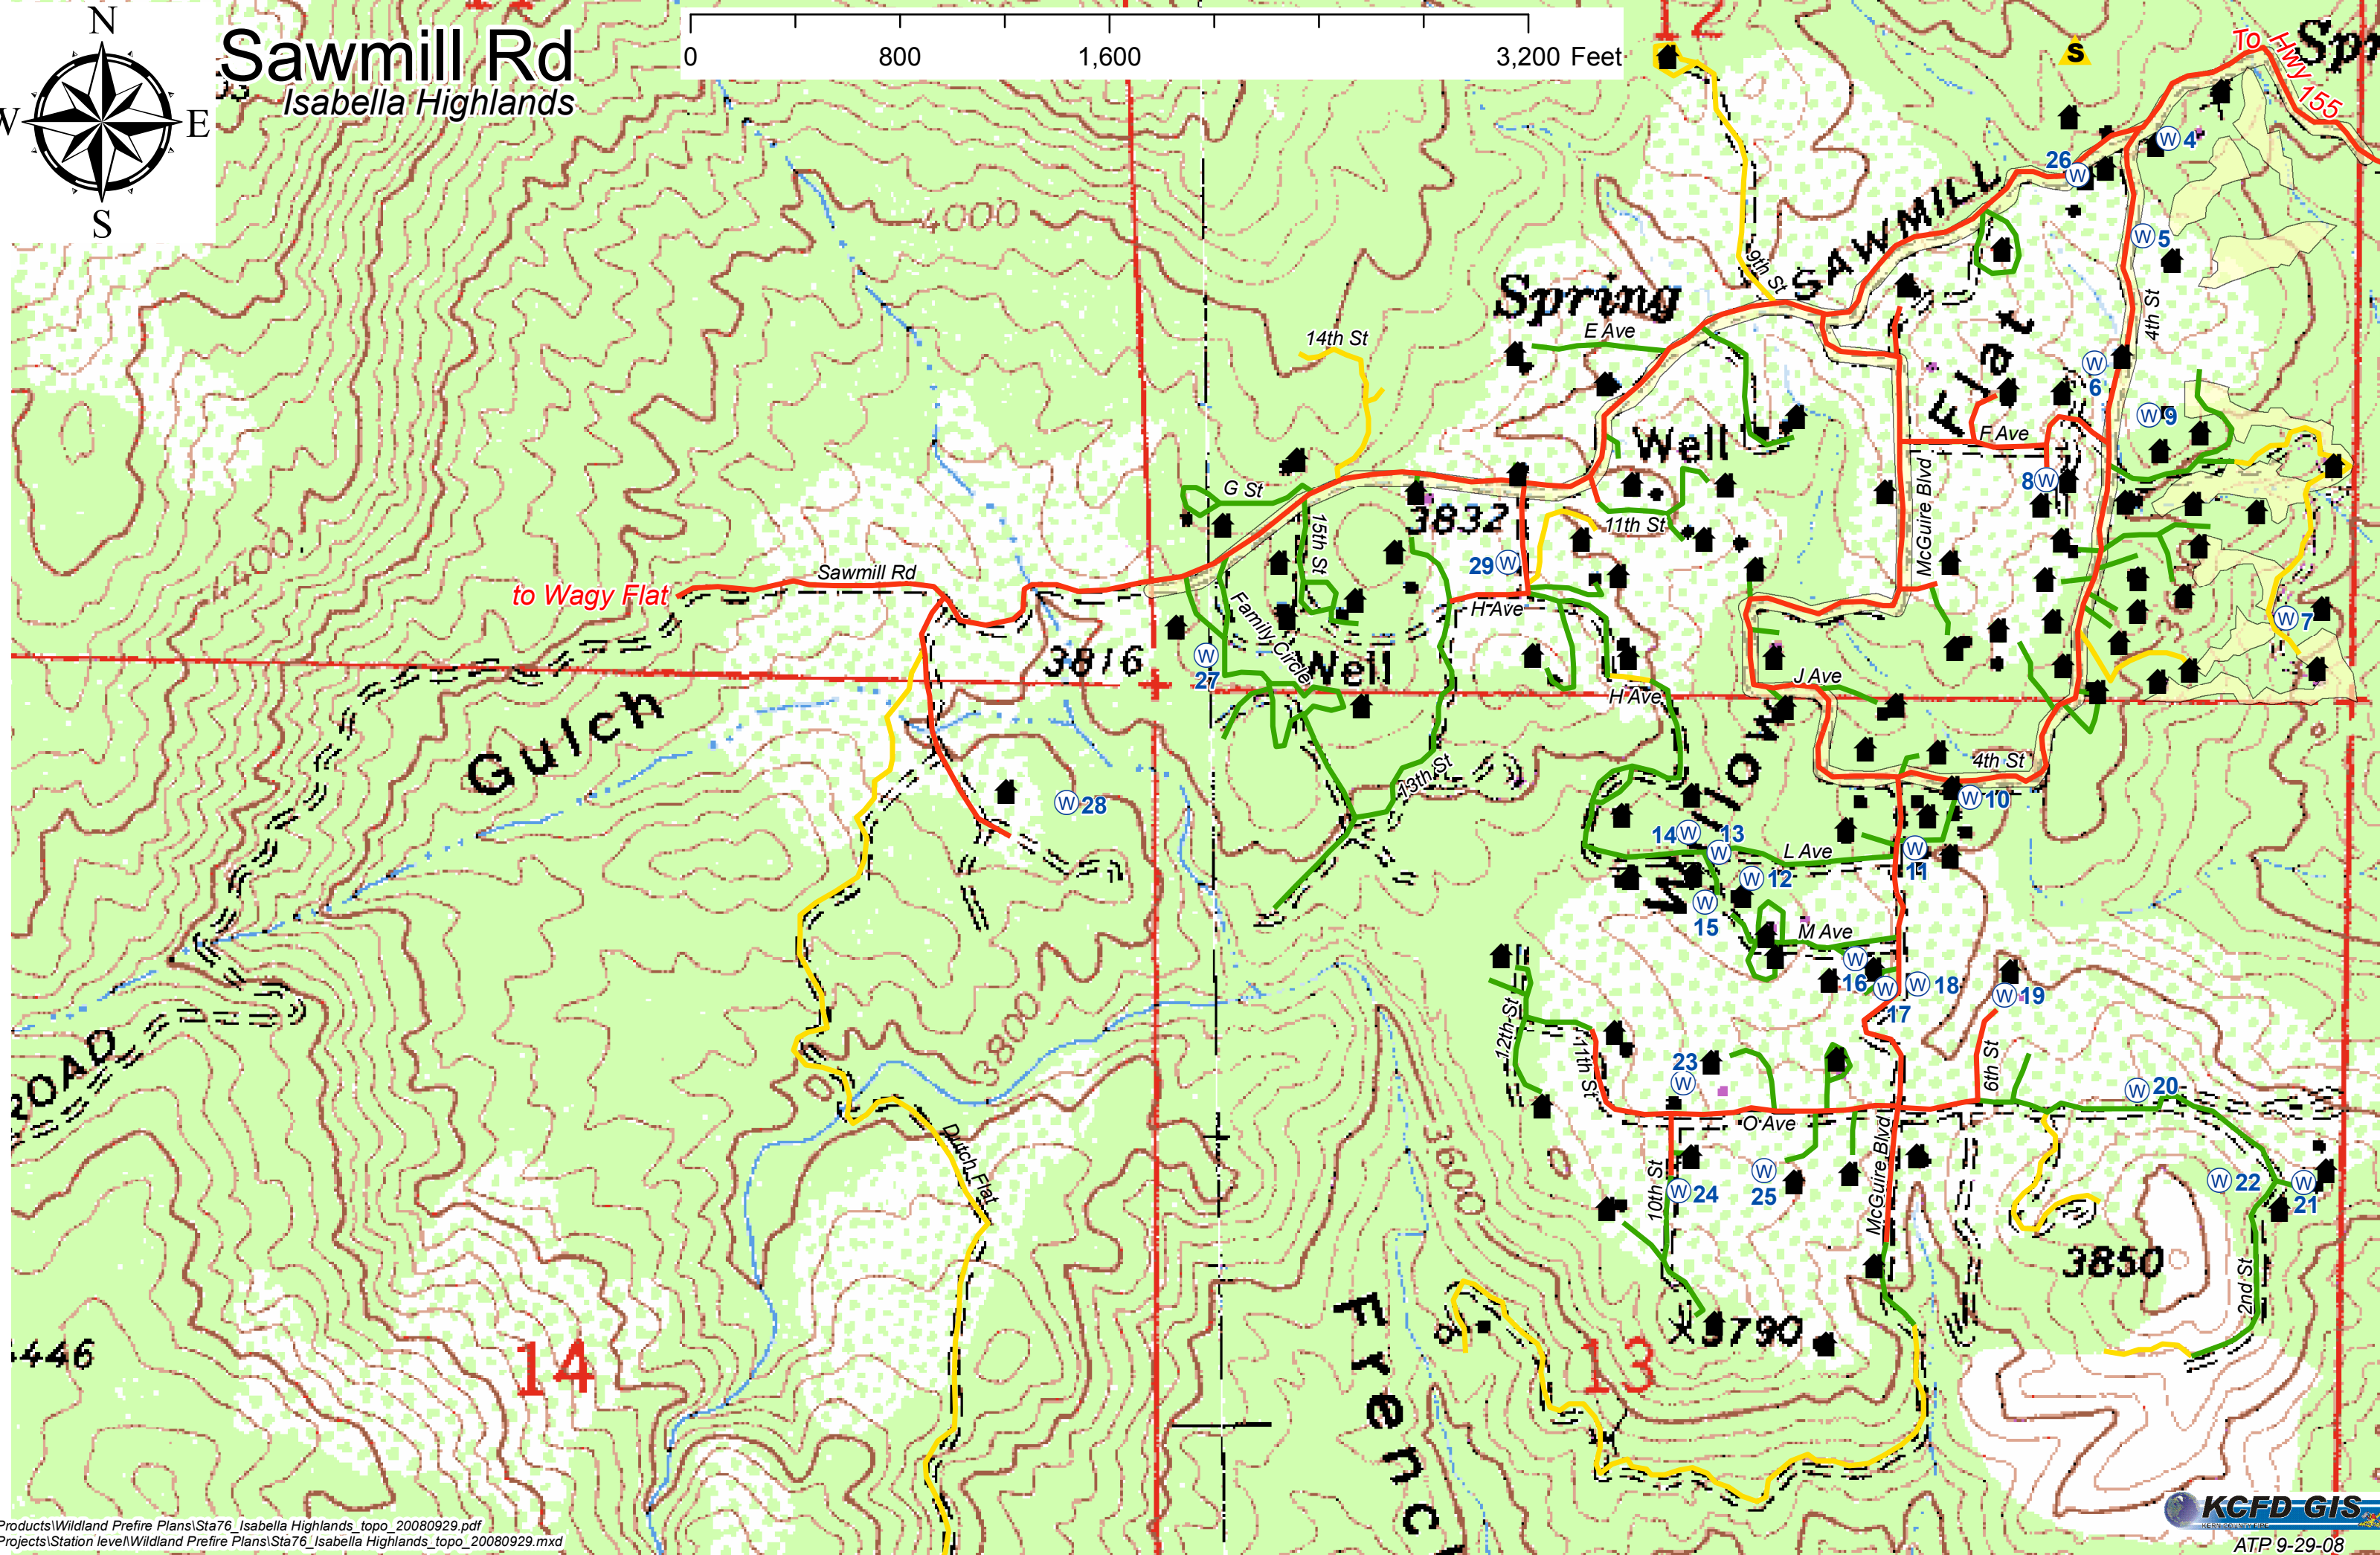 N
W
E
S
Sawmill Rd
Isabella Highlands
0
800
1,600
3,200 Feet
12
S
To Hwy 155
Spr
4
26
5
4000
SAWMILL
9th St
4th St
Spring
E Ave
14th St
Flat
6
9
F Ave
Well
McGuire Blvd
8
G St
15th St
3832
11th St
29
4400
Sawmill Rd
to Wagy Flat
H Ave
Family Circle
7
3816
Well
27
J Ave
H Ave
Gulch
Willow
4th St
13th St
28
10
14
13
L Ave
11
12
15
M Ave
16
18
17
19
3800
12th St
11th St
23
6th St
20
ROAD
O Ave
3600
Dutch Flat
10th St
24
25
McGuire Blvd
22
21
3850
2nd St
3790
4446
14
13
Frenc
KCFD GIS
Products\Wildland Prefire Plans\Sta76_Isabella Highlands_topo_20080929.pdf
Projects\Station level\Wildland Prefire Plans\Sta76_Isabella Highlands_topo_20080929.mxd
ATP 9-29-08